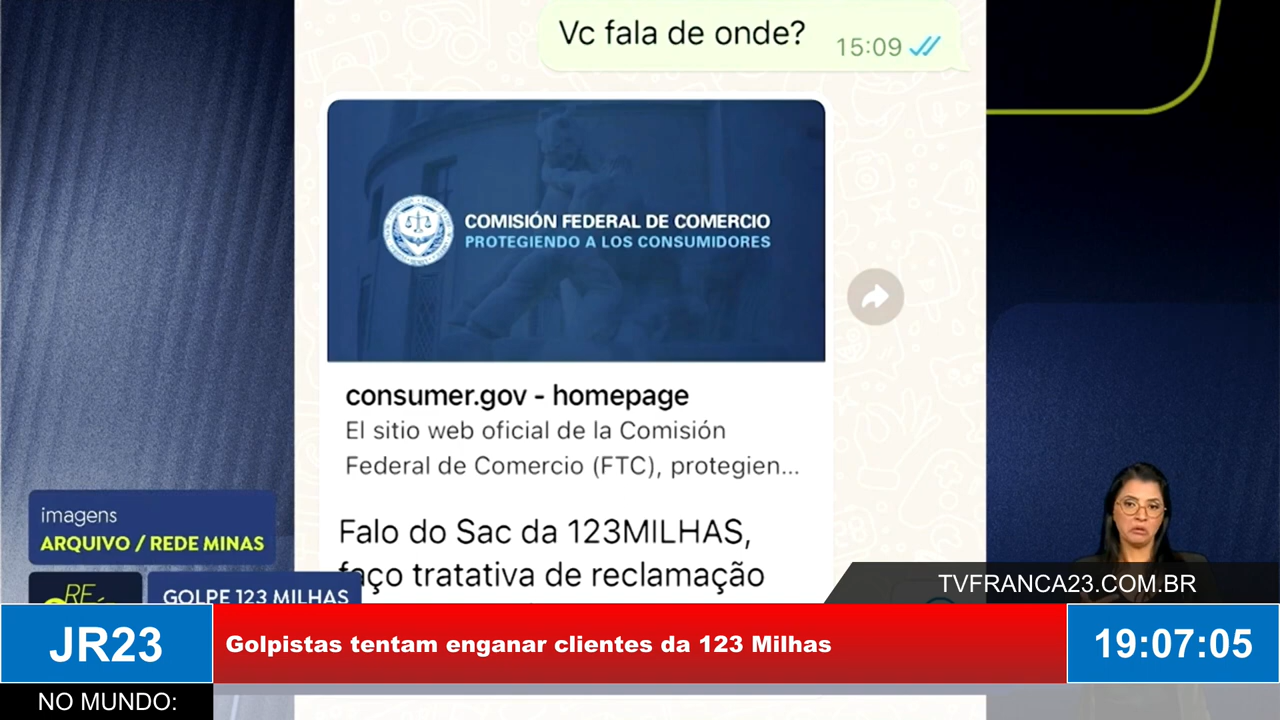 Vc fala de onde?
15:09
COMISIÓN FEDERAL DE COMERCIO
PROTEGIENDO A LOS CONSUMIDORES
consumer.gov - homepage
El sitio web oficial de la Comisión
Federal de Comercio (FTC), protegien...
Falo do Sac da 123MILHAS,
faço tratativa de reclamação
imagens
ARQUIVO / REDE MINAS
GOLPE 123 MILHAS
TVFRANCA23.COM.BR
JR23
Golpistas tentam enganar clientes da 123 Milhas
19:07:05
NO MUNDO: